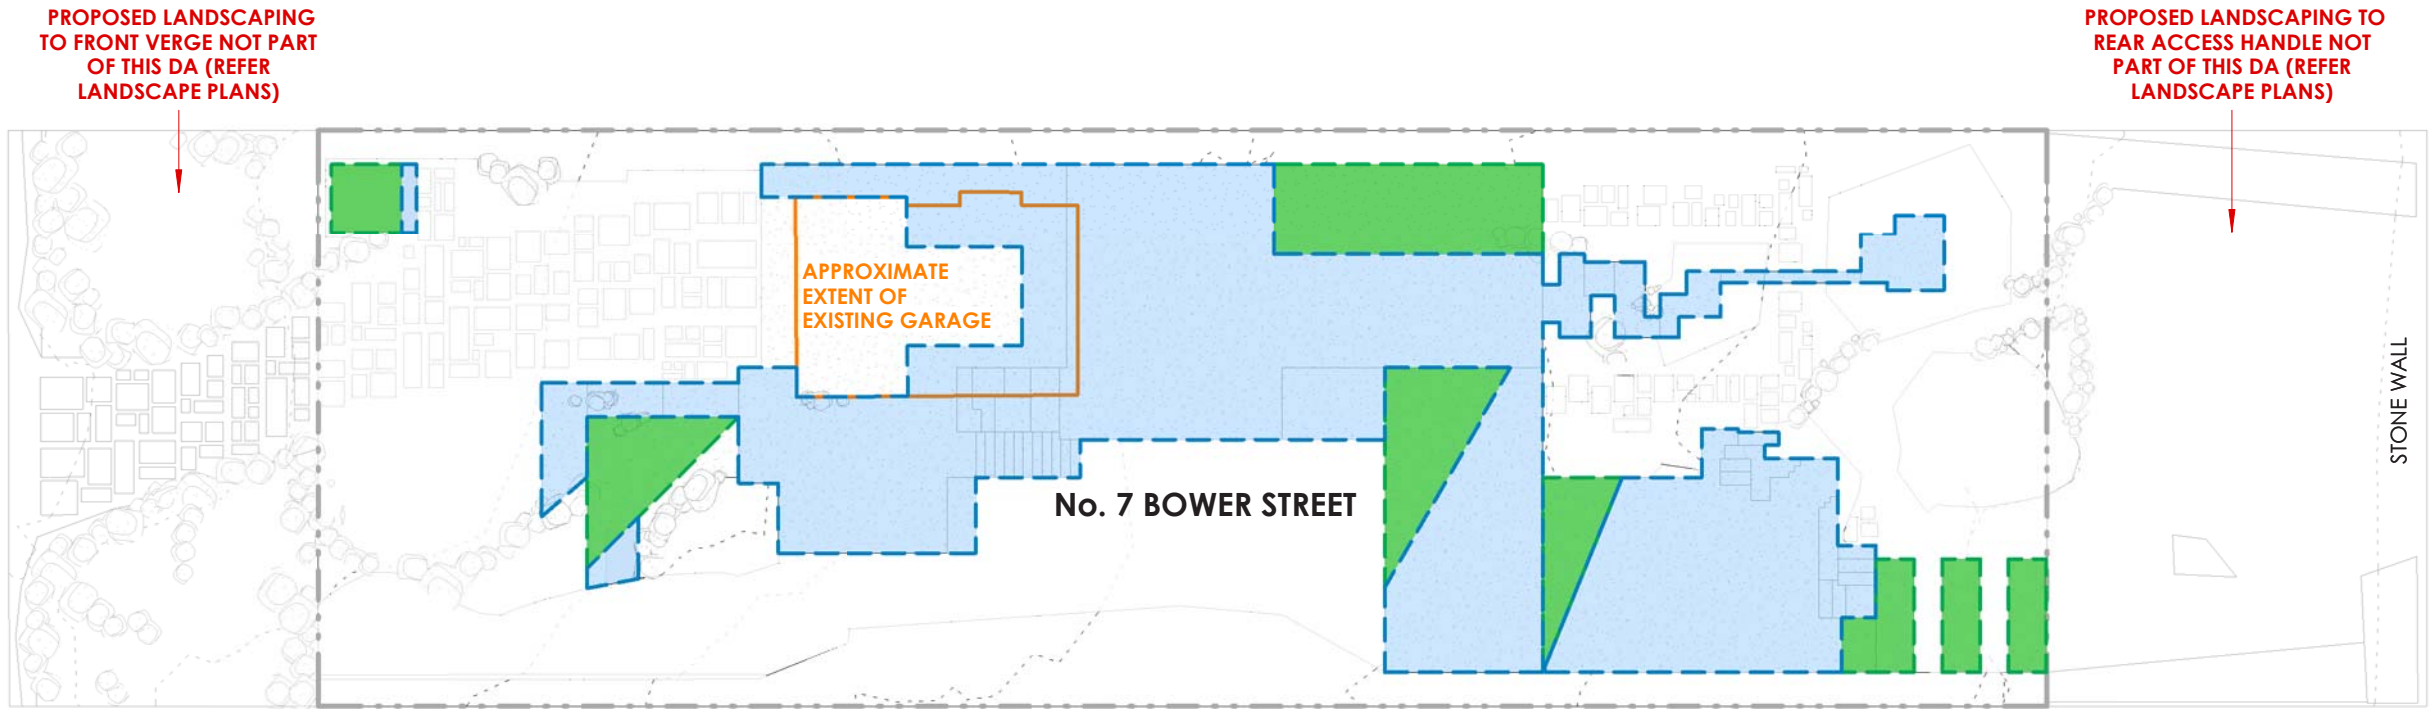 PROPOSED LANDSCAPING
TO FRONT VERGE NOT PART
OF THIS DA (REFER
LANDSCAPE PLANS)
PROPOSED LANDSCAPING TO
REAR ACCESS HANDLE NOT
PART OF THIS DA (REFER
LANDSCAPE PLANS)
APPROXIMATE
EXTENT OF
EXISTING GARAGE
No. 7 BOWER STREET
STONE WALL